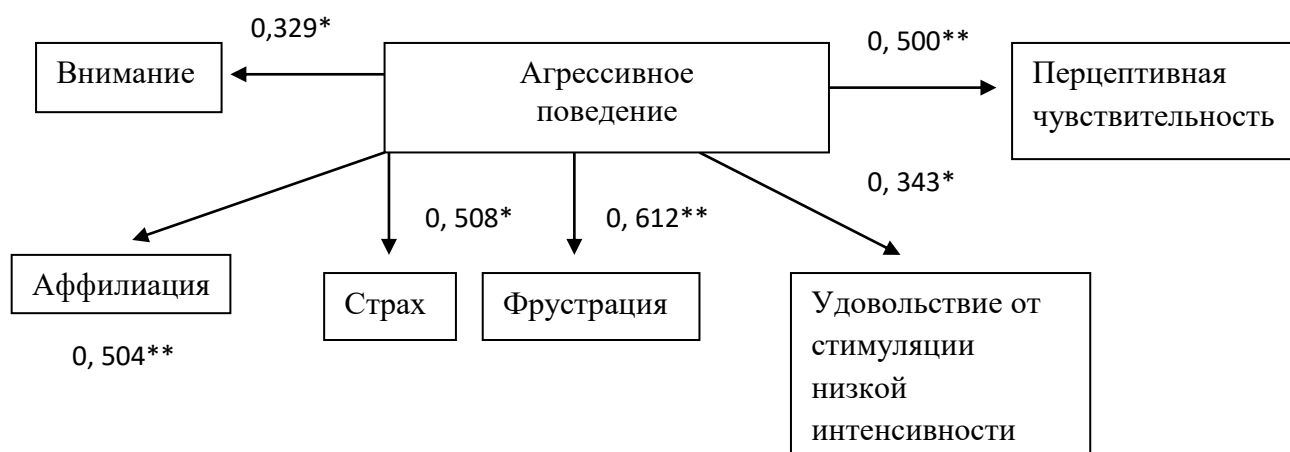 0,329*
0, 500**
Внимание
Агрессивное
поведение
Перцептивная
чувствительность
0, 343*
0, 508*
0, 612**
Аффилиация
Страх
Фрустрация
Удовольствие от
стимуляции
низкой
интенсивности
0, 504**